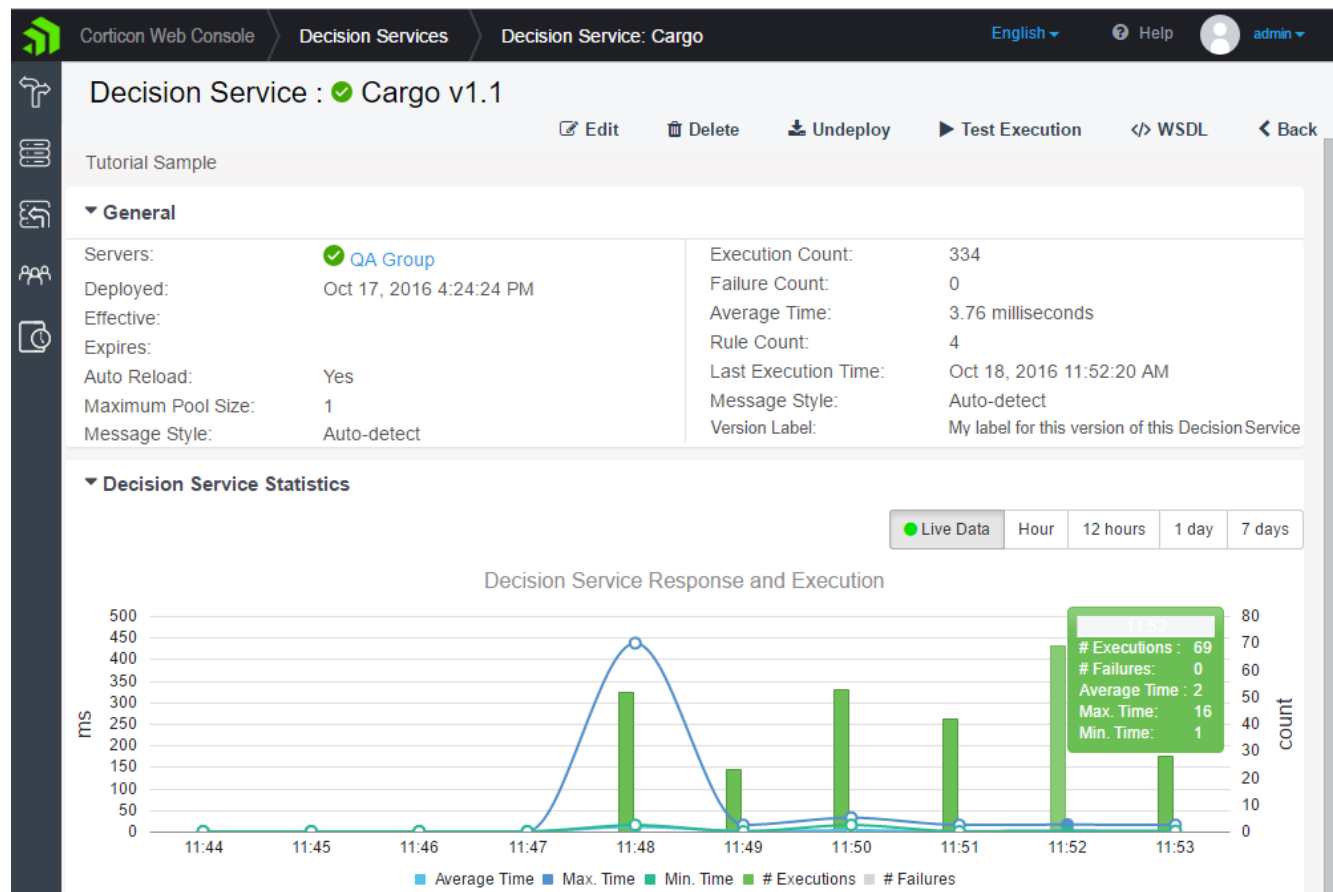 Corticon Web Console
Decision Services
Decision Service: Cargo
English
Help
admin
Decision Service : Cargo v1.1
Edit
Delete
Undeploy
Test Execution
</> WSDL
Back
Tutorial Sample
General
Servers: QA Group
Deployed: Oct 17, 2016 4:24:24 PM
Effective:
Expires:
Auto Reload: Yes
Maximum Pool Size: 1
Message Style: Auto-detect
Execution Count: 334
Failure Count: 0
Average Time: 3.76 milliseconds
Rule Count: 4
Last Execution Time: Oct 18, 2016 11:52:20 AM
Message Style: Auto-detect
Version Label: My label for this version of this Decision Service
Decision Service Statistics
Live Data
Hour
12 hours
1 day
7 days
Decision Service Response and Execution
ms
500
450
400
350
300
250
200
150
100
50
0
11:52
# Executions : 69
# Failures: 0
Average Time : 2
Max. Time: 16
Min. Time: 1
80
70
60
50
40
30
20
10
0
count
11:44
11:45
11:46
11:47
11:48
11:49
11:50
11:51
11:52
11:53
Average Time
Max. Time
Min. Time
# Executions
# Failures